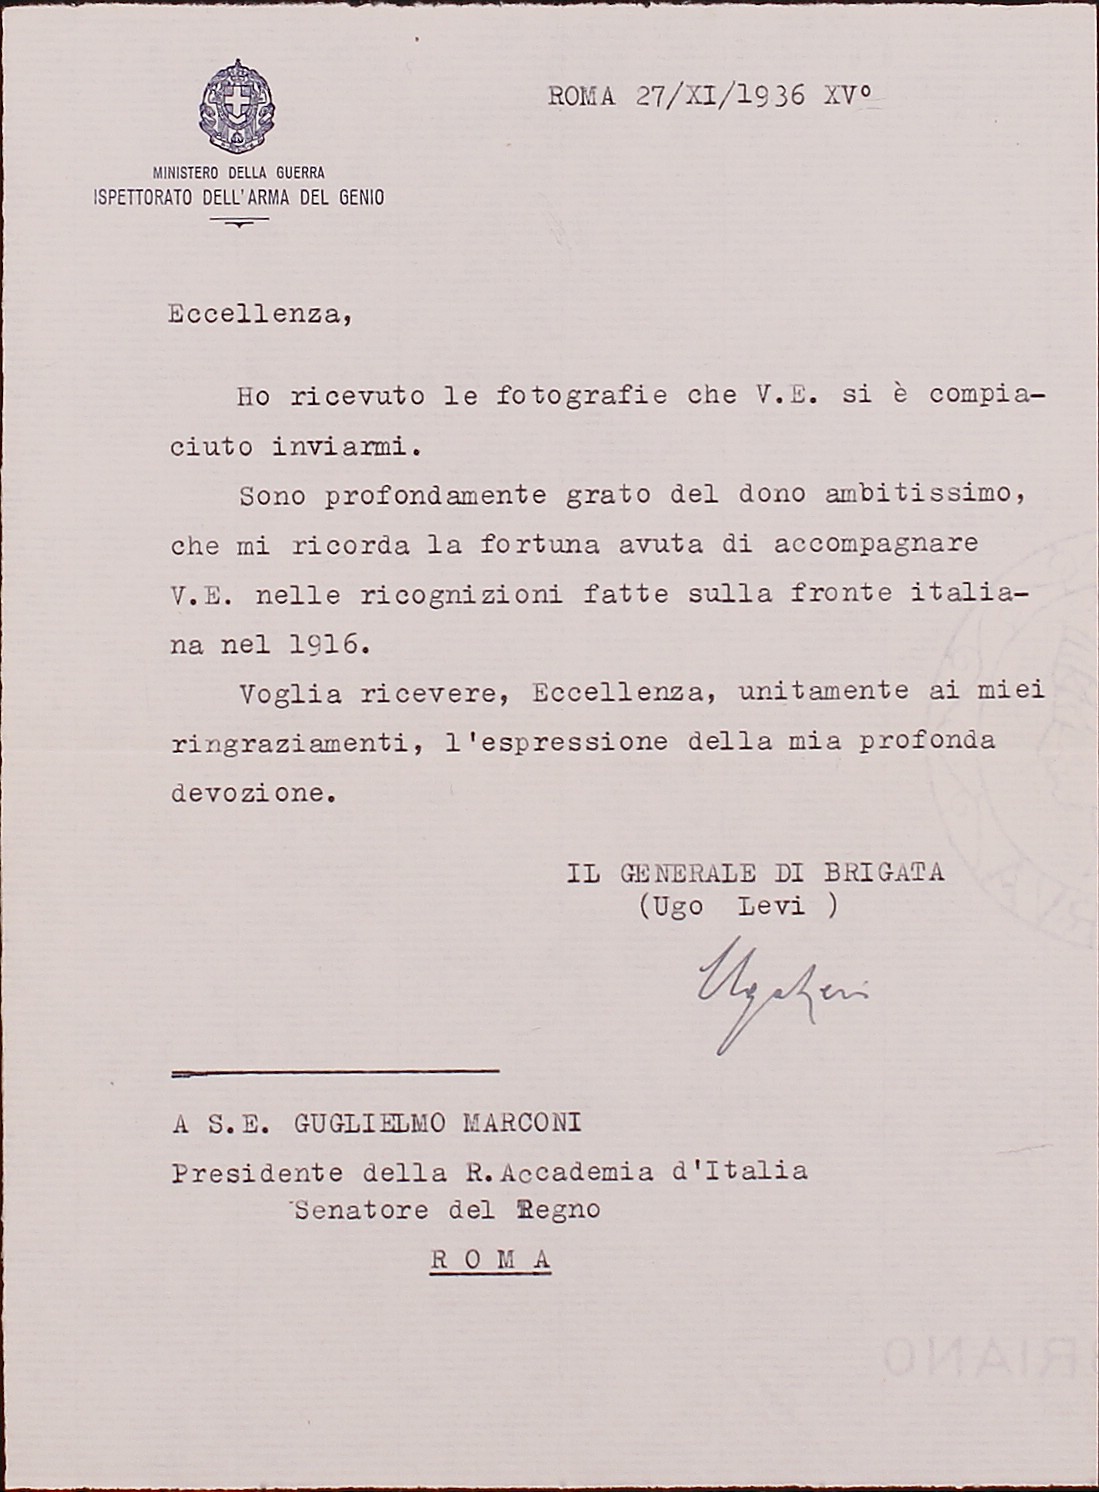 ROMA 27/XI/1936 XV°
MINISTERO DELLA GUERRA
ISPETTORATO DELL'ARMA DEL GENIO
Eccellenza,
Ho ricevuto le fotografie che V.E. si è compia-
ciuto inviarmi.
Sono profondamente grato del dono ambitissimo,
che mi ricorda la fortuna avuta di accompagnare
V.E. nelle ricognizioni fatte sulla fronte italia-
na nel 1916.
Voglia ricevere, Eccellenza, unitamente ai miei
ringraziamenti, l'espressione della mia profonda
devozione.
IL GENERALE DI BRIGATA
(Ugo Levi )
Ugo Levi
A S.E. GUGLIELMO MARCONI
Presidente della R.Accademia d'Italia
Senatore del Regno
R O M A